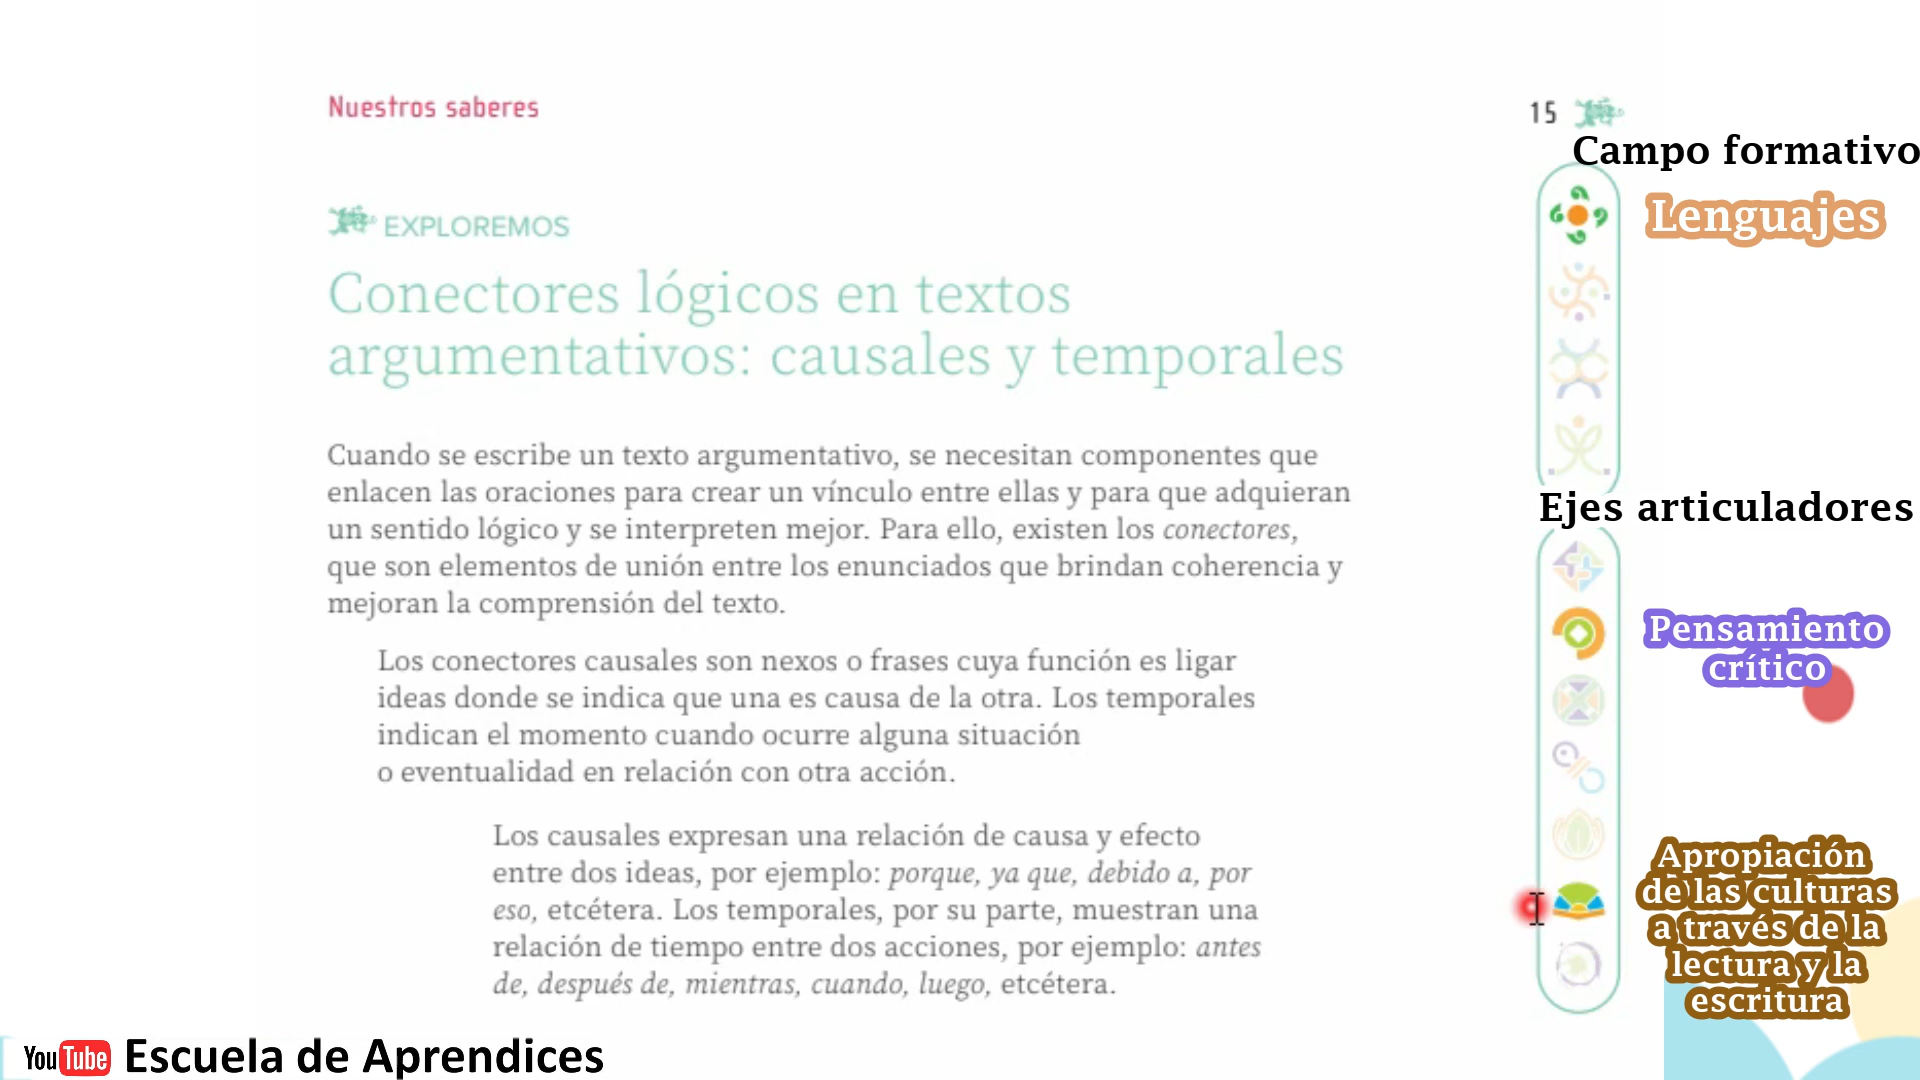 Nuestros saberes
15
Campo formativo
Lenguajes
EXPLOREMOS
Conectores lógicos en textos
argumentativos: causales y temporales
Cuando se escribe un texto argumentativo, se necesitan componentes que
enlacen las oraciones para crear un vínculo entre ellas y para que adquieran
un sentido lógico y se interpreten mejor. Para ello, existen los conectores,
que son elementos de unión entre los enunciados que brindan coherencia y
mejoran la comprensión del texto.
Los conectores causales son nexos o frases cuya función es ligar
ideas donde se indica que una es causa de la otra. Los temporales
indican el momento cuando ocurre alguna situación
o eventualidad en relación con otra acción.
Los causales expresan una relación de causa y efecto
entre dos ideas, por ejemplo: porque, ya que, debido a, por
eso, etcétera. Los temporales, por su parte, muestran una
relación de tiempo entre dos acciones, por ejemplo: antes
de, después de, mientras, cuando, luego, etcétera.
Ejes articuladores
Pensamiento
crítico
Apropiación
de las culturas
a través de la
lectura y la
escritura
YouTube Escuela de Aprendices